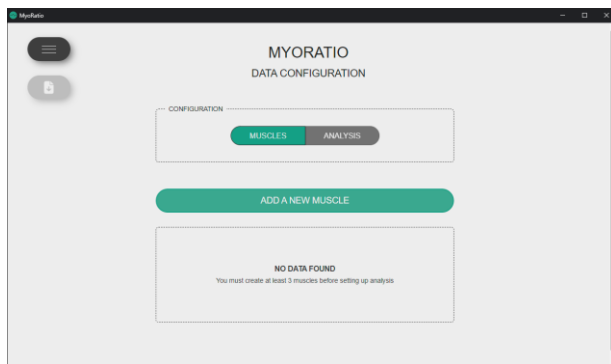 MyoRatio
MYORATIO
DATA CONFIGURATION
CONFIGURATION
MUSCLES
ANALYSIS
ADD A NEW MUSCLE
NO DATA FOUND
You must create at least 3 muscles before setting up analysis